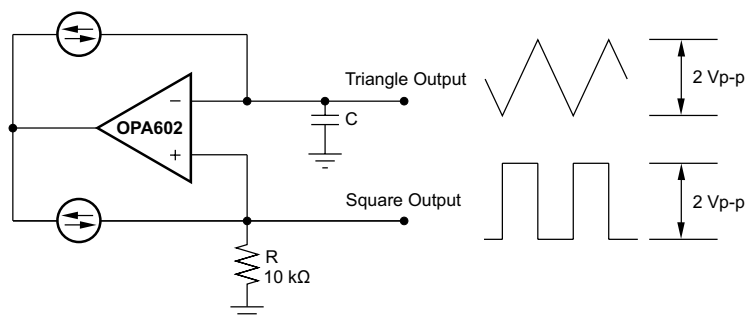 Triangle Output
2 Vp-p
−
OPA602
C
+
Square Output
2 Vp-p
R
10 kΩ